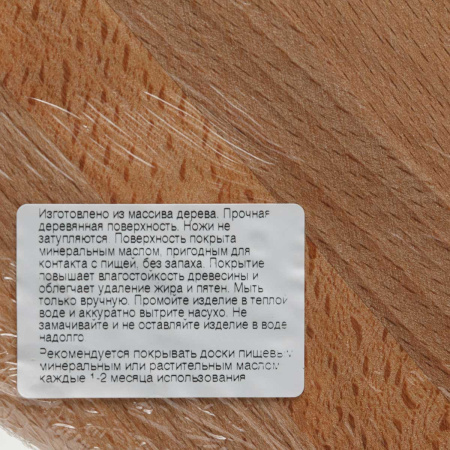 Изготовлено из массива дерева. Прочная
деревянная поверхность. Ножи не
затупляются. Поверхность покрыта
минеральным маслом, пригодным для
контакта с пищей, без запаха. Покрытие
повышает влагостойкость древесины и
облегчает удаление жира и пятен. Мыть
только вручную. Промойте изделие в теплой
воде и аккуратно вытрите насухо. Не
замачивайте и не оставляйте изделие в воде
надолго.
Рекомендуется покрывать доски пищевым
минеральным или растительным маслом
каждые 1-2 месяца использования